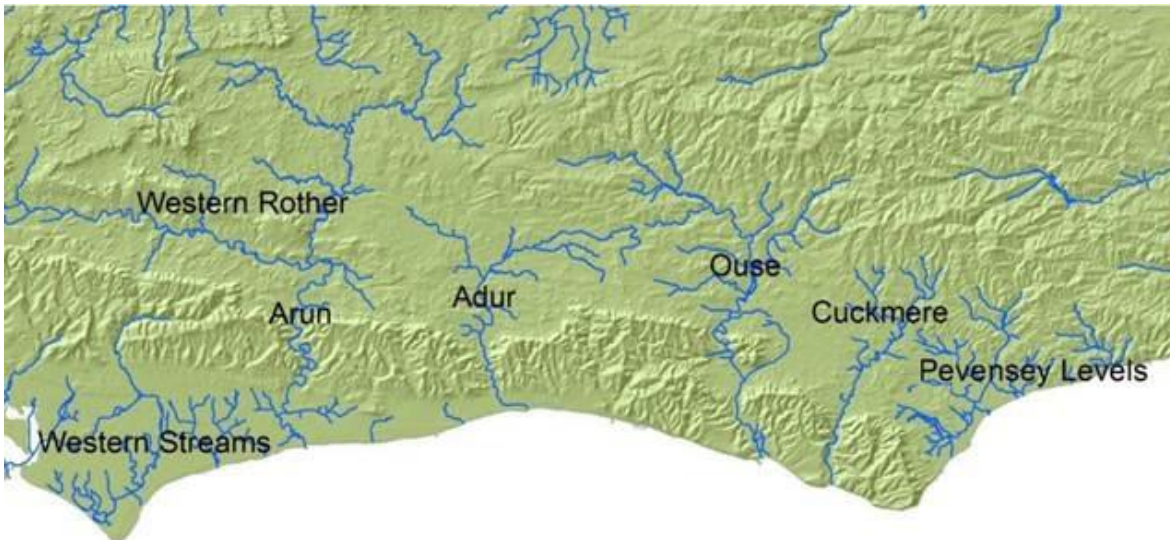 Western Rother
Ouse
Adur
Arun
Cuckmere
Pevensey Levels
Western Streams